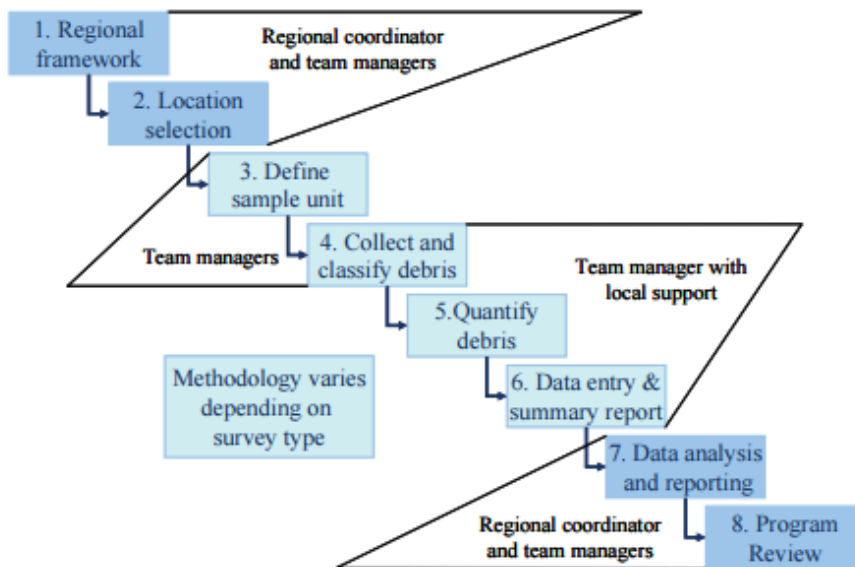 1. Regional
framework
Regional coordinator
and team managers
2. Location
selection
3. Define
sample unit
Team managers
4. Collect and
classify debris
Team manager with
local support
5.Quantify
debris
Methodology varies
depending on
survey type
6. Data entry &
summary report
7. Data analysis
and reporting
Regional coordinator
and team managers
8. Program
Review